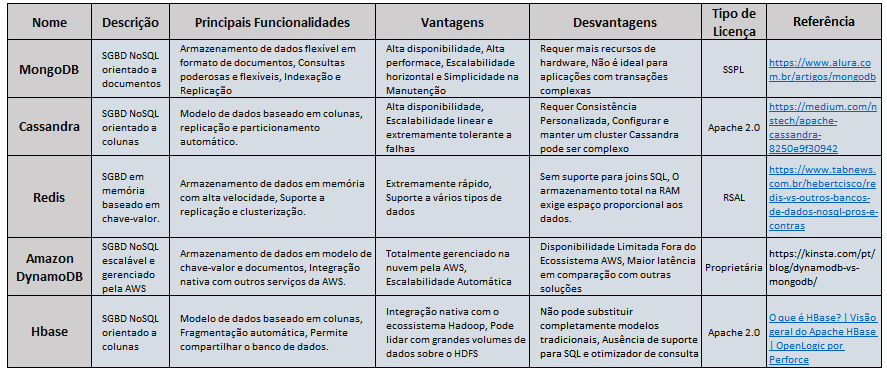 Nome Descrição Principais Funcionalidades Vantagens Desvantagens Tipo de Licença Referência
MongoDB
SGBD NoSQL
orientado a
documentos
Armazenamento de dados flexível em
formato de documentos, Consultas
poderosas e flexíveis, Indexação e
Replicação
Alta disponibilidade, Alta
performace, Escalabilidade
horizontal e Simplicidade na
Manutenção
Requer mais recursos de
hardware, Não é ideal para
aplicações com transações
complexas
SSPL
https://www.alura.co
m.br/artigos/mongodb
Cassandra
SGBD NoSQL
orientado a
colunas
Modelo de dados baseado em colunas,
replicação e particionamento
automático.
Alta disponibilidade,
Escalabilidade linear e
extremamente tolerante a
falhas
Requer Consistência
Personalizada, Configurar e
manter um cluster Cassandra
pode ser complexo
Apache 2.0
https://medium.com/n
stech/apache-
cassandra-
8250e9f30942
Redis
SGBD em
memória
baseado em
chave-valor.
Armazenamento de dados em memória
com alta velocidade, Suporte a
replicação e clusterização.
Extremamente rápido,
Suporte a vários tipos de
dados
Sem suporte para joins SQL, O
armazenamento total na RAM
exige espaço proporcional aos
dados.
RSAL
https://www.tabnews.
com.br/hebertcisco/re
dis-vs-outros-bancos-
de-dados-nosql-pros-e-
contras
Amazon
DynamoDB
SGBD NoSQL
escalável e
gerenciado
pela AWS
Armazenamento de dados em modelo de
chave-valor e documentos, Integração
nativa com outros serviços da AWS.
Totalmente gerenciado na
nuvem pela AWS,
Escalabilidade Automática
Disponibilidade Limitada Fora do
Ecossistema AWS, Maior latência
em comparação com outras
soluções
Proprietária
https://kinsta.com/pt/
blog/dynamodb-vs-
mongodb/
Hbase
SGBD NoSQL
orientado a
colunas
Modelo de dados baseado em colunas,
Fragmentação automática, Permite
compartilhar o banco de dados.
Integração nativa com o
ecossistema Hadoop, Pode
lidar com grandes volumes de
dados sobre o HDFS
Não pode substituir
completamente modelos
tradicionais, Ausência de suporte
para SQL e otimizador de consulta
Apache 2.0
O que é HBase? | Visão
geral do Apache HBase
| OpenLogic por
Perforce